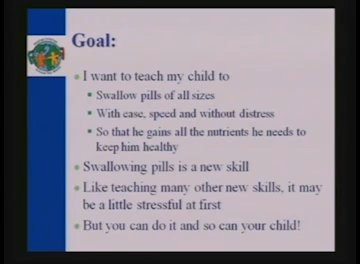 Goal:
I want to teach my child to
Swallow pills of all sizes
With ease, speed and without distress
So that he gains all the nutrients he needs to
keep him healthy
Swallowing pills is a new skill
Like teaching many other new skills, it may
be a little stressful at first
But you can do it and so can your child!